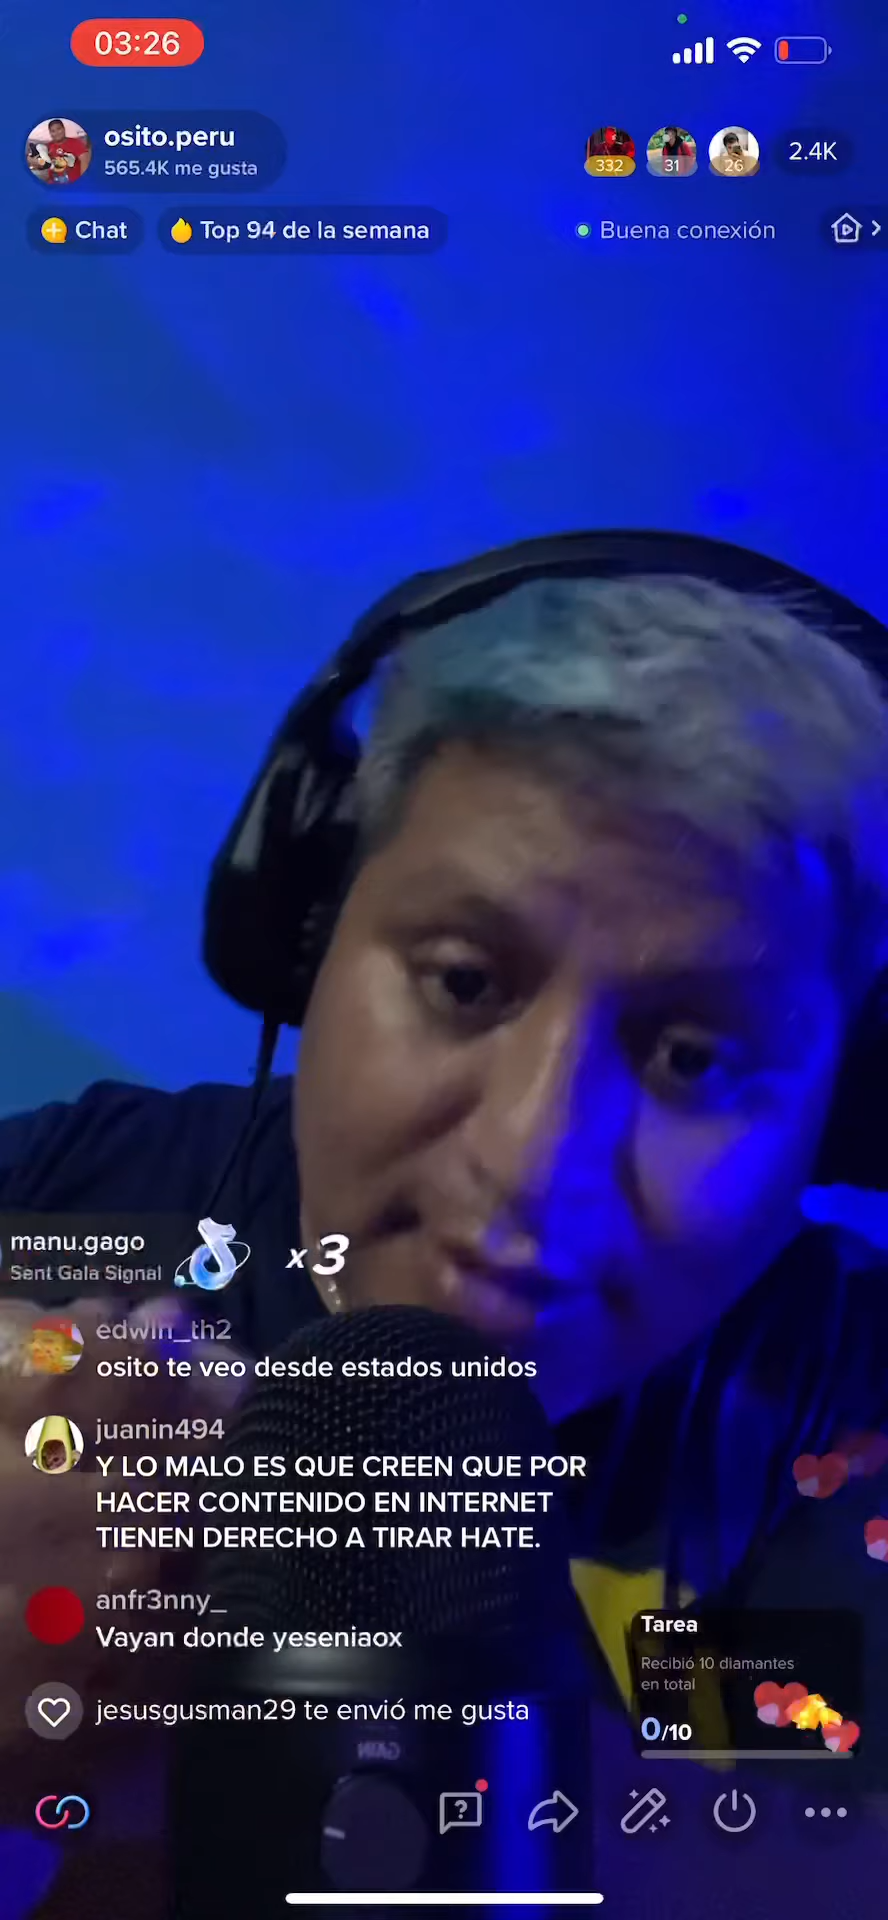 03:26
osito.peru
565.4K me gusta
332
31
26
2.4K
Chat
Top 94 de la semana
Buena conexión
manu.gago
Sent Gala Signal
x3
edwin_th2
osito te veo desde estados unidos
juanin494
Y LO MALO ES QUE CREEN QUE POR
HACER CONTENIDO EN INTERNET
TIENEN DERECHO A TIRAR HATE.
anfr3nny_
Vayan donde yeseniaox
jesusgusman29 te envió me gusta
Tarea
Recibió 10 diamantes
en total
0/10
GAIN